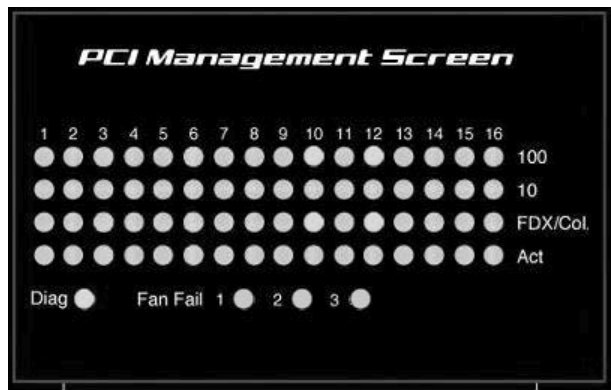 PCI Management Screen
1 2 3 4 5 6 7 8 9 10 11 12 13 14 15 16
100
10
FDX/Col.
Act
Diag Fan Fail 1 2 3